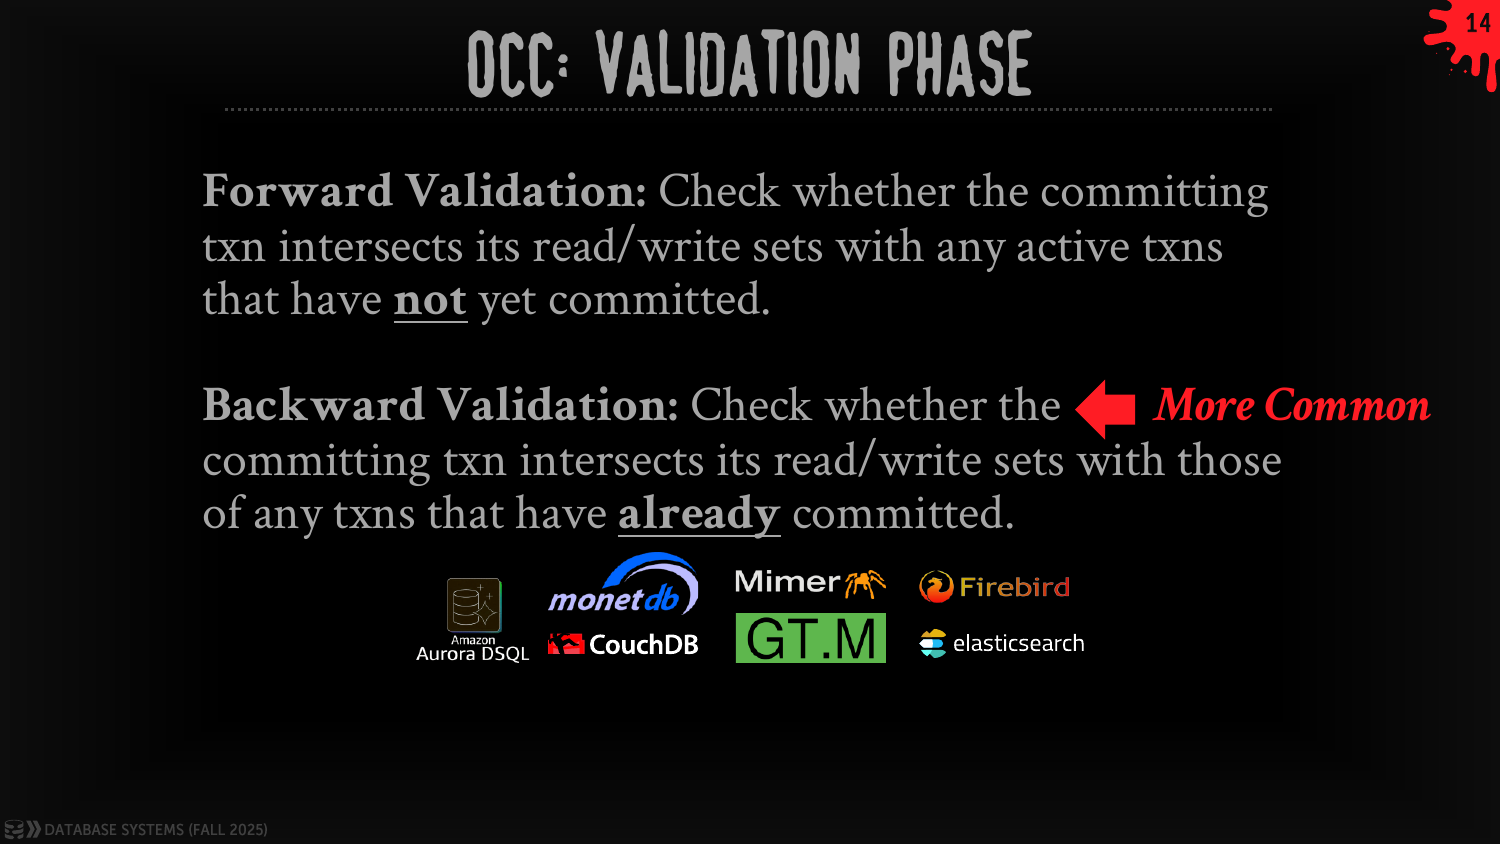 14
OCC: VALIDATION PHASE
Forward Validation: Check whether the committing
txn intersects its read/write sets with any active txns
that have not yet committed.
Backward Validation: Check whether the More Common
committing txn intersects its read/write sets with those
of any txns that have already committed.
Amazon
Aurora DSQL
monetdb
CouchDB
Mimer
GT.M
Firebird
elasticsearch
DATABASE SYSTEMS (FALL 2025)